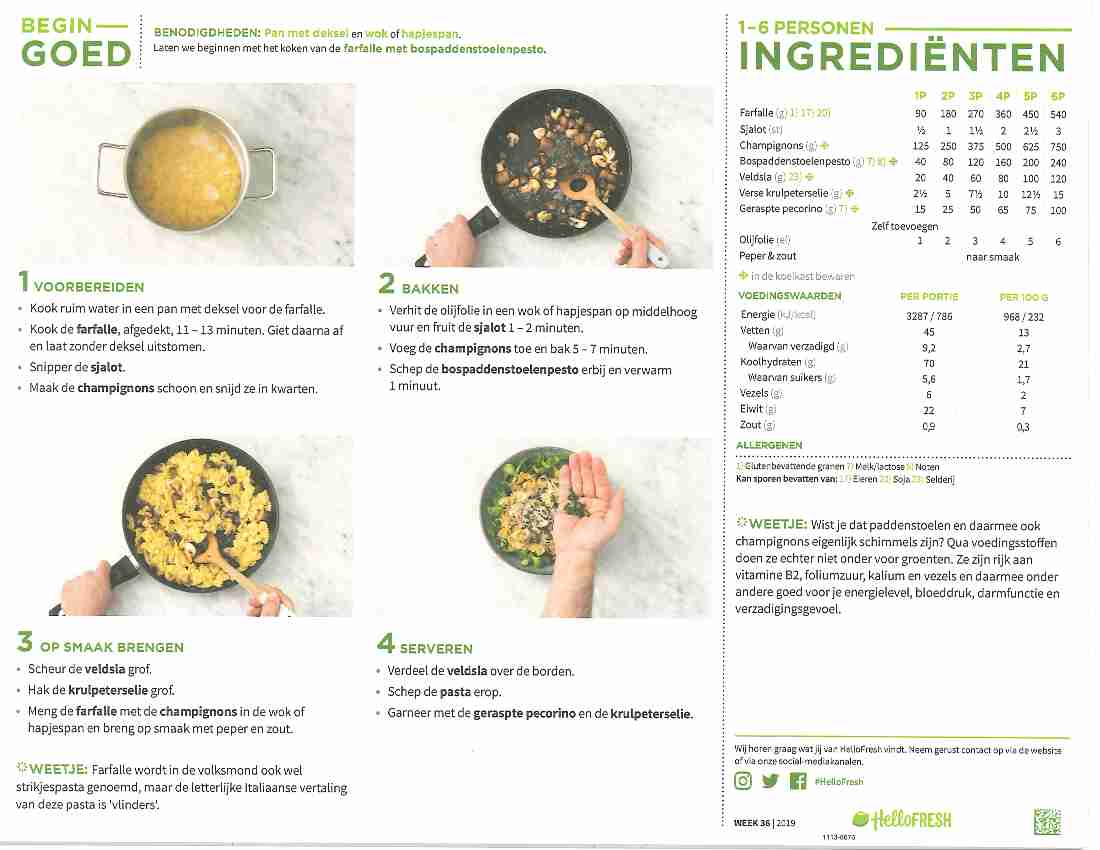 BEGIN
GOED
BENODIGDHEDEN: Pan met deksel en wok of hapjespan.
Laten we beginnen met het koken van de farfalle met bospaddenstoelenpesto.
1 VOORBEREIDEN
• Kook ruim water in een pan met deksel voor de farfalle.
• Kook de farfalle, afgedekt, 11 – 13 minuten. Giet daarna af
en laat zonder deksel uitstomen.
• Snipper de sjalot.
• Maak de champignons schoon en snijd ze in kwarten.
2 BAKKEN
• Verhit de olijfolie in een wok of hapjespan op middelhoog
vuur en fruit de sjalot 1 – 2 minuten.
• Voeg de champignons toe en bak 5 – 7 minuten.
• Schep de bospaddenstoelenpesto erbij en verwarm
1 minuut.
3 OP SMAAK BRENGEN
• Scheur de veldsla grof.
• Hak de krulpeterselie grof.
• Meng de farfalle met de champignons in de wok of
hapjespan en breng op smaak met peper en zout.
WEETJE: Farfalle wordt in de volksmond ook wel
strikjespasta genoemd, maar de letterlijke Italiaanse vertaling
van deze pasta is 'vlinders'.
4 SERVEREN
• Verdeel de veldsla over de borden.
• Schep de pasta erop.
• Garneer met de geraspte pecorino en de krulpeterselie.
1–6 PERSONEN
INGREDIËNTEN
1P 2P 3P 4P 5P 6P
Farfalle (g) 1) 17) 20) 90 180 270 360 450 540
Sjalot (st) ½ 1 1½ 2 2½ 3
Champignons (g) 125 250 375 500 625 750
Bospaddenstoelenpesto (g) 7) 8) 40 80 120 160 200 240
Veldsla (g) 23) 20 40 60 80 100 120
Verse krulpeterselie (g) 2½ 5 7½ 10 12½ 15
Geraspte pecorino (g) 7) 15 25 50 65 75 100
Zelf toevoegen
Olijfolie (el) 1 2 3 4 5 6
Peper & zout naar smaak
in de koelkast bewaren
VOEDINGSWAARDEN PER PORTIE PER 100 G
Energie (kJ/kcal) 3287 / 786 968 / 232
Vetten (g) 45 13
Waarvan verzadigd (g) 9,2 2,7
Koolhydraten (g) 70 21
Waarvan suikers (g) 5,6 1,7
Vezels (g) 6 2
Eiwit (g) 22 7
Zout (g) 0,9 0,3
ALLERGENEN
1) Glutenbevattende granen 7) Melk/lactose 8) Noten
Kan sporen bevatten van: 17) Eieren 20) Soja 23) Selderij
WEETJE: Wist je dat paddenstoelen en daarmee ook
champignons eigenlijk schimmels zijn? Qua voedingsstoffen
doen ze echter niet onder voor groenten. Ze zijn rijk aan
vitamine B2, foliumzuur, kalium en vezels en daarmee onder
andere goed voor je energielevel, bloeddruk, darmfunctie en
verzadigingsgevoel.
Wij horen graag wat jij van HelloFresh vindt. Neem gerust contact op via de website
of via onze social-mediakanalen.
#HelloFresh
WEEK 36 | 2019
HelloFRESH